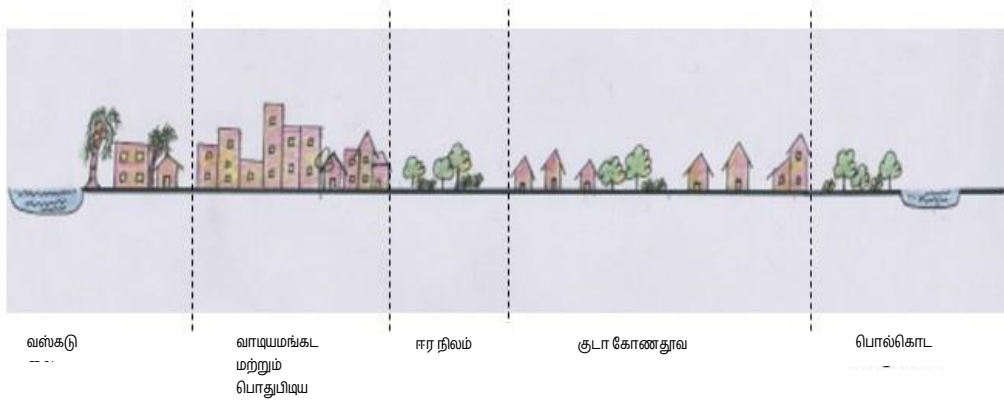 வஸ்கடு
வாடியமங்கட
மற்றும்
பொதுபிடிய
ஈர நிலம்
குடா கோணதூவ
பொல்கொட